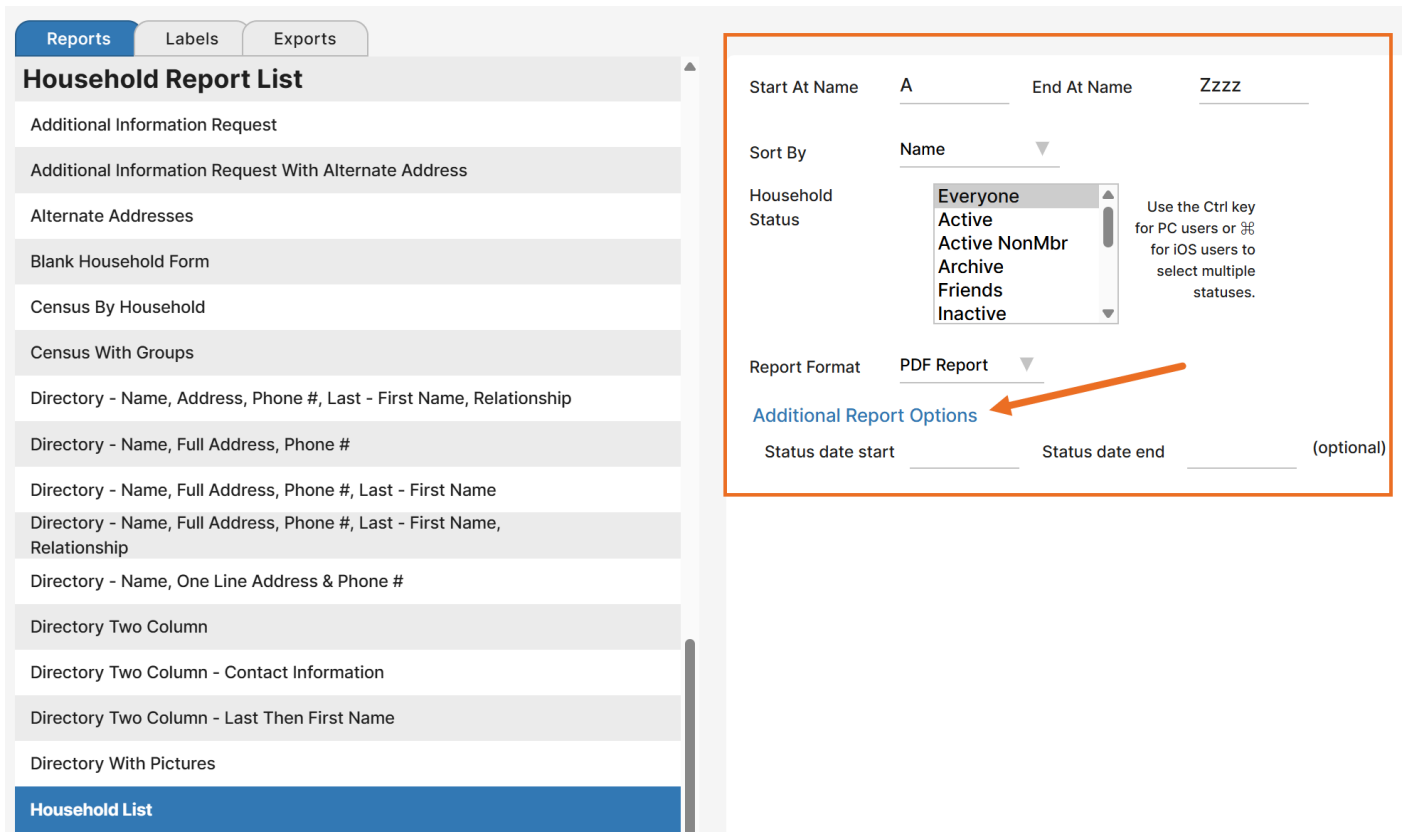 Reports
Labels
Exports
Household Report List
Additional Information Request
Additional Information Request With Alternate Address
Alternate Addresses
Blank Household Form
Census By Household
Census With Groups
Directory - Name, Address, Phone #, Last - First Name, Relationship
Directory - Name, Full Address, Phone #
Directory - Name, Full Address, Phone #, Last - First Name
Directory - Name, Full Address, Phone #, Last - First Name,
Relationship
Directory - Name, One Line Address & Phone #
Directory Two Column
Directory Two Column - Contact Information
Directory Two Column - Last Then First Name
Directory With Pictures
Household List
Start At Name A End At Name Zzzz
Sort By Name
Household
Status
Everyone
Active
Active NonMbr
Archive
Friends
Inactive
Use the Ctrl key
for PC users or ⌘
for iOS users to
select multiple
statuses.
Report Format PDF Report
Additional Report Options
Status date start Status date end (optional)